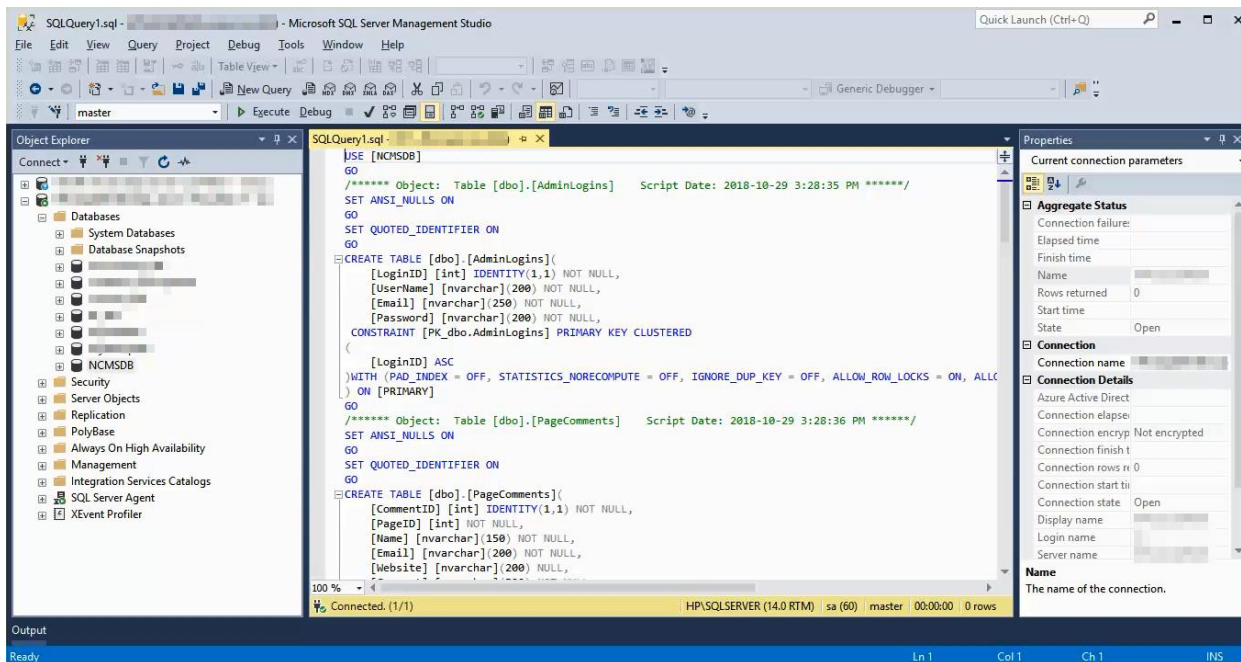 SQLQuery1.sql - - Microsoft SQL Server Management Studio
Quick Launch (Ctrl+Q)
File Edit View Query Project Debug Tools Window Help
Table View
New Query
Generic Debugger
master
Execute Debug
Object Explorer
Connect
Databases
System Databases
Database Snapshots
NCMSDB
Security
Server Objects
Replication
PolyBase
Always On High Availability
Management
Integration Services Catalogs
SQL Server Agent
XEvent Profiler
SQLQuery1.sql -
USE [NCMSDB]
GO
/****** Object: Table [dbo].[AdminLogins] Script Date: 2018-10-29 3:28:35 PM ******/
SET ANSI_NULLS ON
GO
SET QUOTED_IDENTIFIER ON
GO
CREATE TABLE [dbo].[AdminLogins](
[LoginID] [int] IDENTITY(1,1) NOT NULL,
[UserName] [nvarchar](200) NOT NULL,
[Email] [nvarchar](250) NOT NULL,
[Password] [nvarchar](200) NOT NULL,
CONSTRAINT [PK_dbo.AdminLogins] PRIMARY KEY CLUSTERED
(
[LoginID] ASC
)WITH (PAD_INDEX = OFF, STATISTICS_NORECOMPUTE = OFF, IGNORE_DUP_KEY = OFF, ALLOW_ROW_LOCKS = ON, ALLO
) ON [PRIMARY]
GO
/****** Object: Table [dbo].[PageComments] Script Date: 2018-10-29 3:28:36 PM ******/
SET ANSI_NULLS ON
GO
SET QUOTED_IDENTIFIER ON
GO
CREATE TABLE [dbo].[PageComments](
[CommentID] [int] IDENTITY(1,1) NOT NULL,
[PageID] [int] NOT NULL,
[Name] [nvarchar](150) NOT NULL,
[Email] [nvarchar](200) NOT NULL,
[Website] [nvarchar](200) NULL,
100 %
Connected. (1/1)
HP\SQLSERVER (14.0 RTM) sa (60) master 00:00:00 0 rows
Properties
Current connection parameters
Aggregate Status
Connection failure
Elapsed time
Finish time
Name
Rows returned 0
Start time
State Open
Connection
Connection name
Connection Details
Azure Active Direct
Connection elapse
Connection encryp Not encrypted
Connection finish t
Connection rows re 0
Connection start ti
Connection state Open
Display name
Login name
Server name
Name
The name of the connection.
Output
Ready
Ln 1 Col 1 Ch 1 INS